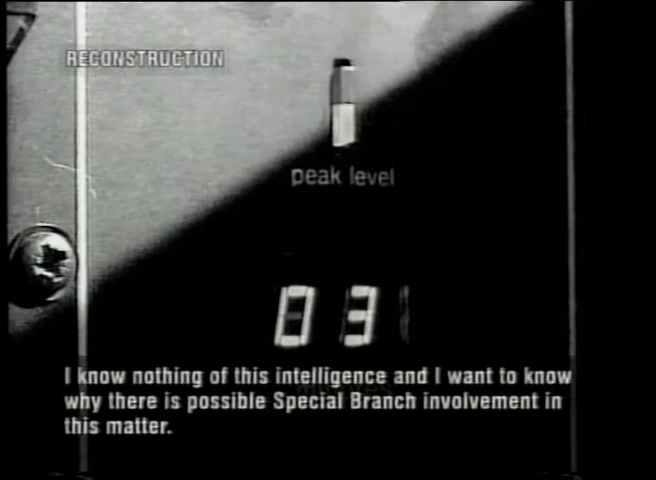 RECONSTRUCTION
peak level
03
I know nothing of this intelligence and I want to know
why there is possible Special Branch involvement in
this matter.